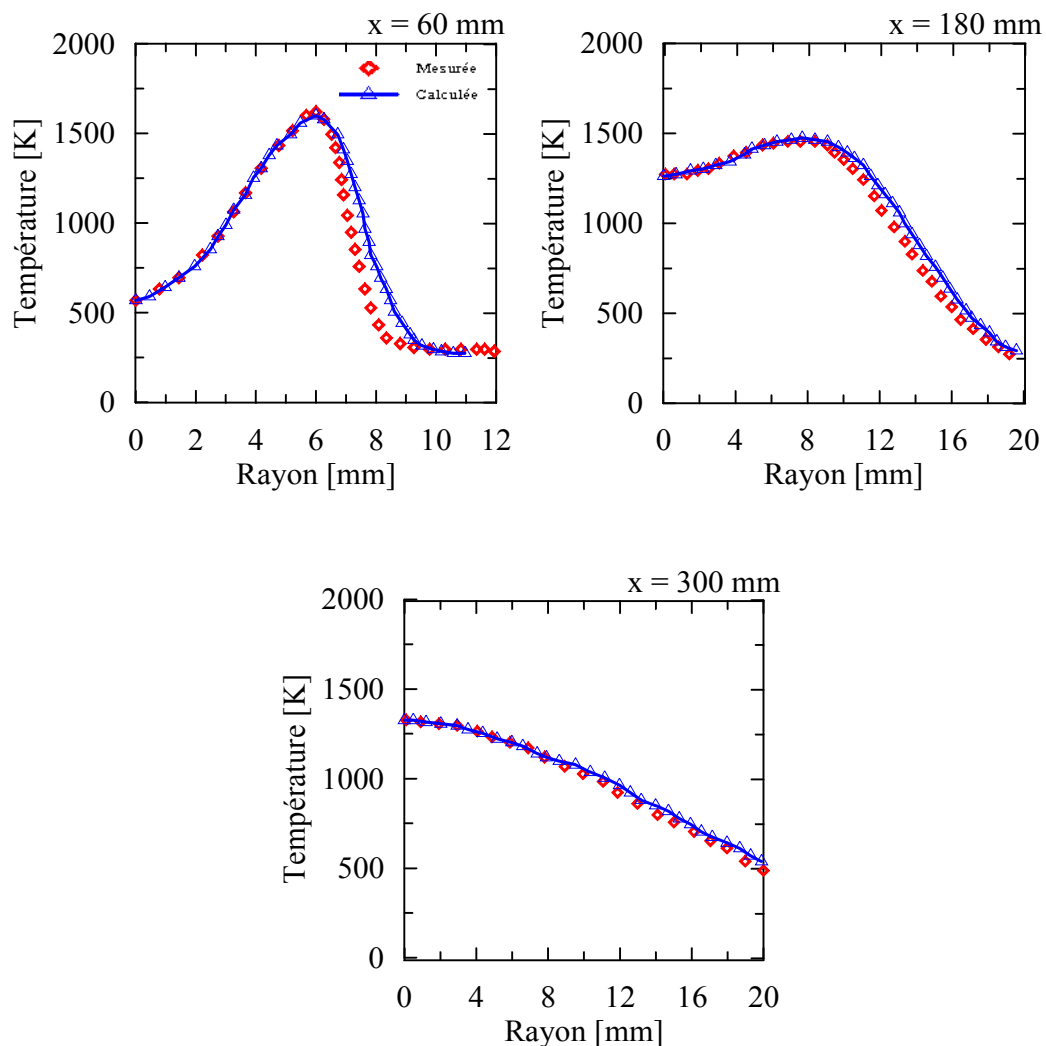 x = 60 mm
2000
1500
1000
500
0
Température [K]
Mesurée
Calculée
0 2 4 6 8 10 12
Rayon [mm]
x = 180 mm
2000
1500
1000
500
0
Température [K]
0 4 8 12 16 20
Rayon [mm]
x = 300 mm
2000
1500
1000
500
0
Température [K]
0 4 8 12 16 20
Rayon [mm]